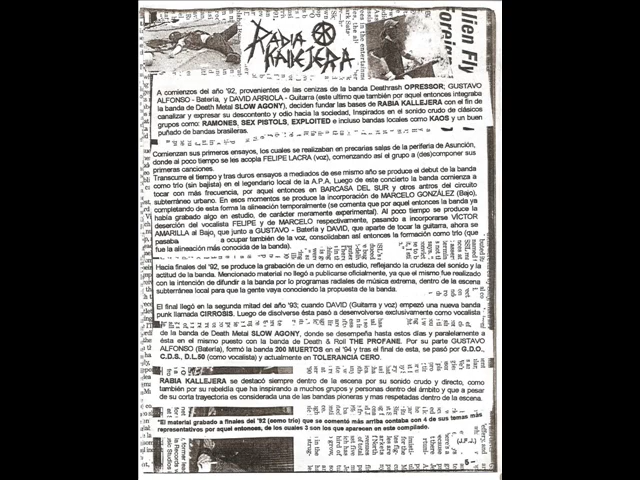 RABIA KALLEJERA
A comienzos del año '92, provenientes de las cenizas de la banda Deathrash OPRESSOR; GUSTAVO
ALFONSO - Batería, y DAVID ARRIOLA - Guitarra (este ultimo que también por aquel entonces integraba
la banda de Death Metal SLOW AGONY), deciden fundar las bases de RABIA KALLEJERA con el fin de
canalizar y expresar su descontento y odio hacia la sociedad, Inspirados en el sonido crudo de clásicos
grupos como: RAMONES, SEX PISTOLS, EXPLOITED e incluso bandas locales como KAOS y un buen
puñado de bandas brasileras.
Comienzan sus primeros ensayos, los cuales se realizaban en precarias salas de la periferia de Asunción,
donde al poco tiempo se les acopla FELIPE LACRA (voz), comenzando así el grupo a (des)componer sus
primeras canciones.
Transcurre el tiempo y tras duros ensayos a mediados de ese mismo año se produce el debut de la banda
como trío (sin bajista) en el legendario local de la A.P.A. Luego de este concierto la banda comienza a
tocar con más frecuencia, por aquel entonces en BARCASA DEL SUR y otros antros del circuito
subterráneo urbano. En esos momentos se produce la incorporación de MARCELO GONZÁLEZ (Bajo),
completando de esta forma la alineación temporalmente (se comenta que por aquel entonces la banda ya
había grabado algo en estudio, de carácter meramente experimental). Al poco tiempo se produce la
deserción del vocalista FELIPE y de MARCELO respectivamente, pasando a incorporarse VÍCTOR
AMARILLA al Bajo, que junto a GUSTAVO - Batería y DAVID, que aparte de tocar la guitarra, ahora se
pasaba a ocupar también de la voz, consolidaban así entonces la formación como trío (que
fue la alineación más conocida de la banda).
Hacia finales del '92, se produce la grabación de un demo en estudio, reflejando la crudeza del sonido y la
actitud de la banda. Mencionado material no llegó a publicarse oficialmente, ya que el mismo fue realizado
con la intención de difundir a la banda por lo programas radiales de música extrema, dentro de la escena
subterránea local para que la gente vaya conociendo la propuesta de la banda.
El final llegó en la segunda mitad del año '93; cuando DAVID (Guitarra y voz) empezó una nueva banda
punk llamada CIRROSIS. Luego de disolverse ésta pasó a desenvolverse exclusivamente como vocalista
de la banda de Death Metal SLOW AGONY, donde se desempeña hasta estos días y paralelamente a
ésta en el mismo puesto con la banda de Death & Roll THE PROFANE. Por su parte GUSTAVO
ALFONSO (Batería), formó la banda 200 MUERTOS en el '94 y tras el final de esta, se pasó por G.D.O.,
C.D.S., D.L.50 (como vocalista) y actualmente en TOLERANCIA CERO.
RABIA KALLEJERA se destacó siempre dentro de la escena por su sonido crudo y directo, como
también por su rebeldía que ha inspirando a muchos grupos y personas dentro del ámbito y que a pesar
de su corta trayectoria es considerada una de las bandas pioneras y mas respetadas dentro de la escena.
*El material grabado a finales del '92 (como trío) que se comentó más arriba contaba con 4 de sus temas más
representativos por aquel entonces, de los cuales 3 son los que aparecen en este compilado.
Alien Fly
Foreign